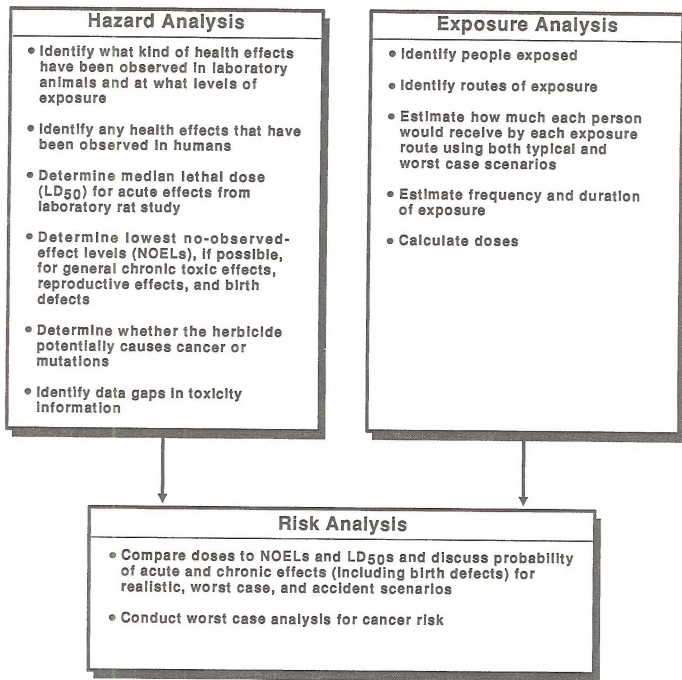 Hazard Analysis
• Identify what kind of health effects
have been observed in laboratory
animals and at what levels of
exposure
• Identify any health effects that have
been observed in humans
• Determine median lethal dose
(LD50) for acute effects from
laboratory rat study
• Determine lowest no-observed-
effect levels (NOELs), if possible,
for general chronic toxic effects,
reproductive effects, and birth
defects
• Determine whether the herbicide
potentially causes cancer or
mutations
• Identify data gaps in toxicity
information
Exposure Analysis
• Identify people exposed
• Identify routes of exposure
• Estimate how much each person
would receive by each exposure
route using both typical and
worst case scenarios
• Estimate frequency and duration
of exposure
• Calculate doses
Risk Analysis
• Compare doses to NOELs and LD50s and discuss probability
of acute and chronic effects (including birth defects) for
realistic, worst case, and accident scenarios
• Conduct worst case analysis for cancer risk